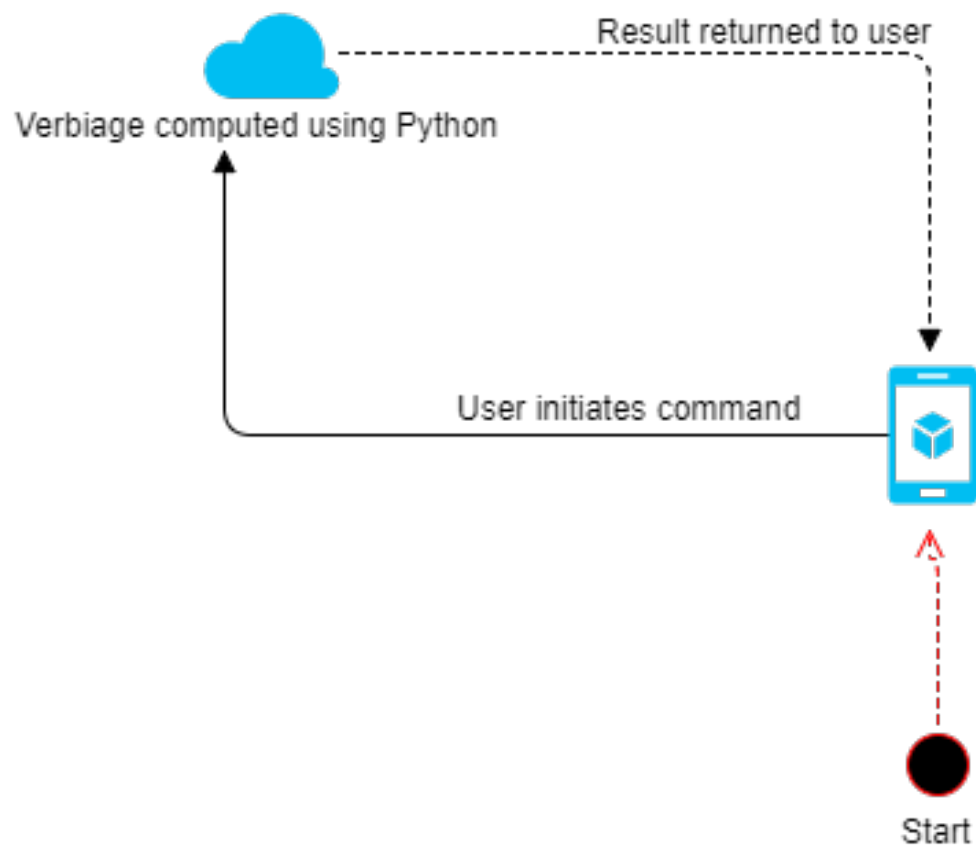 Result returned to user
Verbiage computed using Python
User initiates command
Start